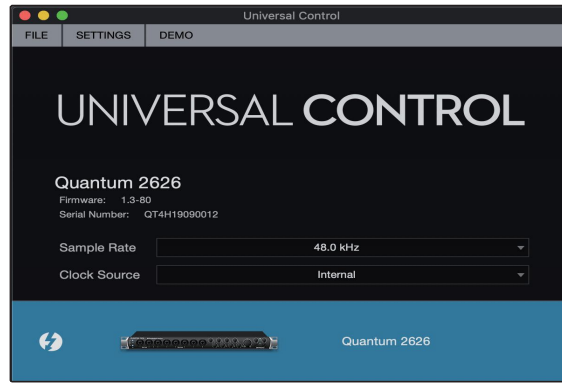 Universal Control
FILE SETTINGS DEMO
UNIVERSAL CONTROL
Quantum 2626
Firmware: 1.3-80
Serial Number: QT4H19090012
Sample Rate 48.0 kHz
Clock Source Internal
Quantum 2626